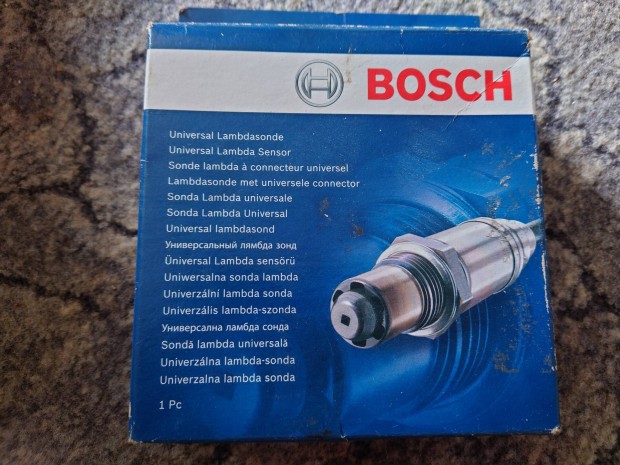 BOSCH
Universal Lambdasonde
Universal Lambda Sensor
Sonde lambda à connecteur universel
Lambdasonde met universele connector
Sonda Lambda universale
Sonda Lambda Universal
Universal lambdasond
Универсальный лямбда зонд
Üniversal Lambda sensörü
Uniwersalna sonda lambda
Univerzální lambda sonda
Univerzális lambda-szonda
Универсална ламбда сонда
Sondă lambda universală
Univerzálna lambda-sonda
Univerzalna lambda sonda
1 Pc